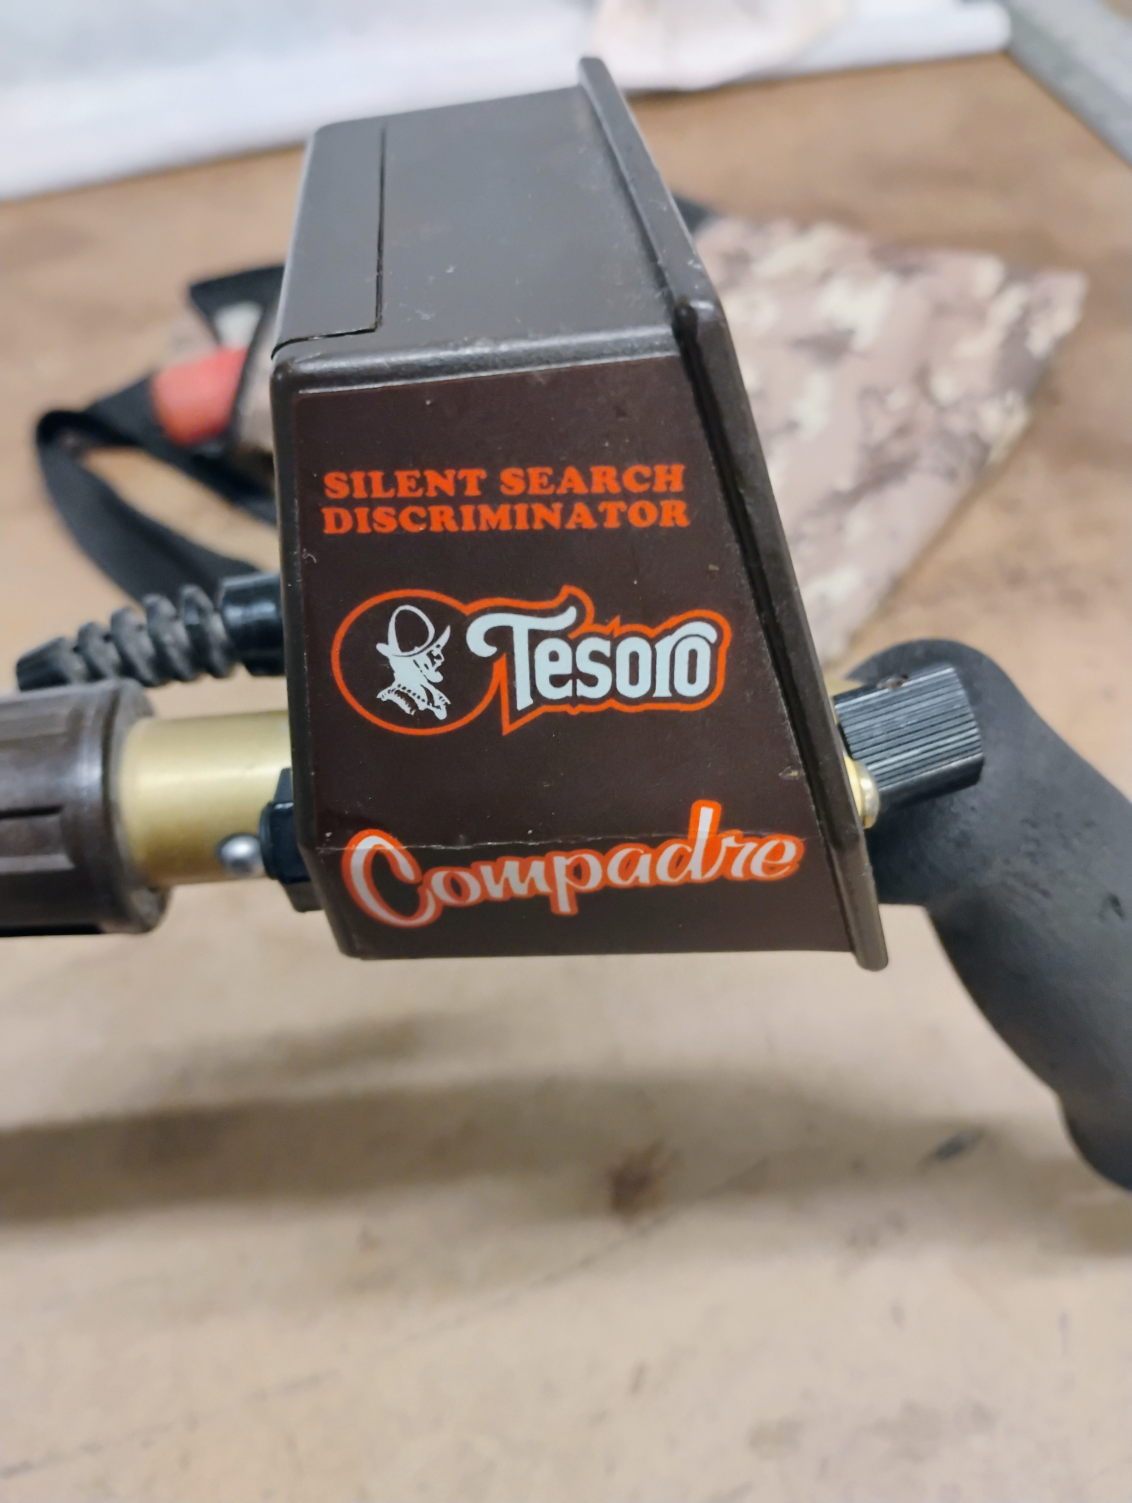 SILENT SEARCH
DISCRIMINATOR
Tesoro
Compadre